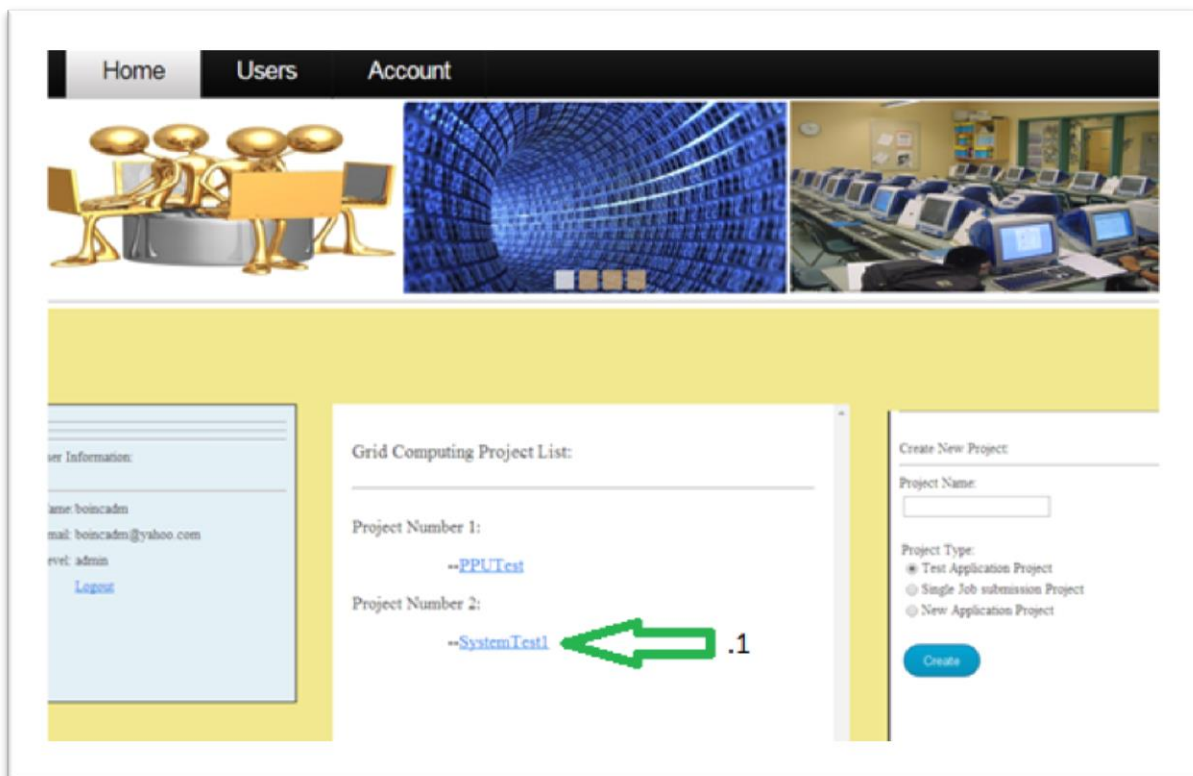 Home Users Account
ser Information:
ame: boincadm
mail: boincadm@yahoo.com
evel: admin
Logout
Grid Computing Project List:
Project Number 1:
--PPUTest
Project Number 2:
--SystemTest1
.1
Create New Project:
Project Name:
Project Type:
Test Application Project
Single Job submission Project
New Application Project
Create